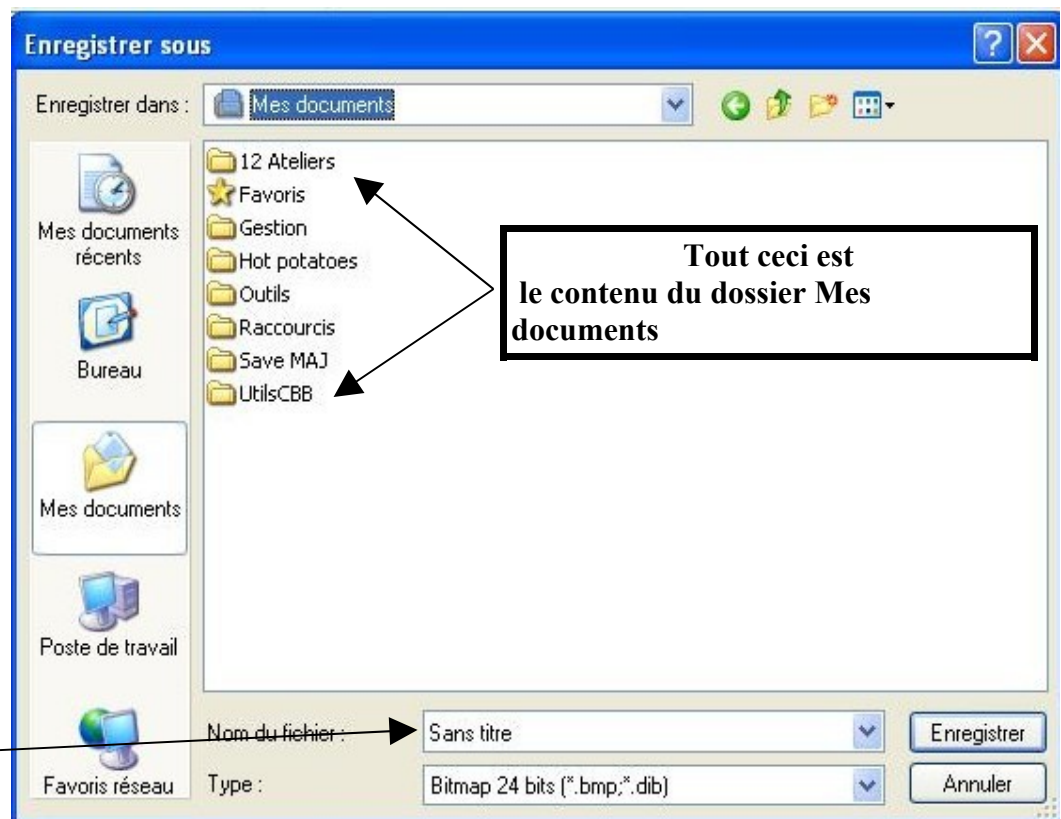 Enregistrer sous
Enregistrer dans :
Mes documents
12 Ateliers
Favoris
Gestion
Hot potatoes
Outils
Raccourcis
Save MAJ
UtilsCBB
Mes documents
récents
Bureau
Mes documents
Poste de travail
Favoris réseau
Tout ceci est
le contenu du dossier Mes
documents
Nom du fichier :
Sans titre
Enregistrer
Type :
Bitmap 24 bits (*.bmp;*.dib)
Annuler